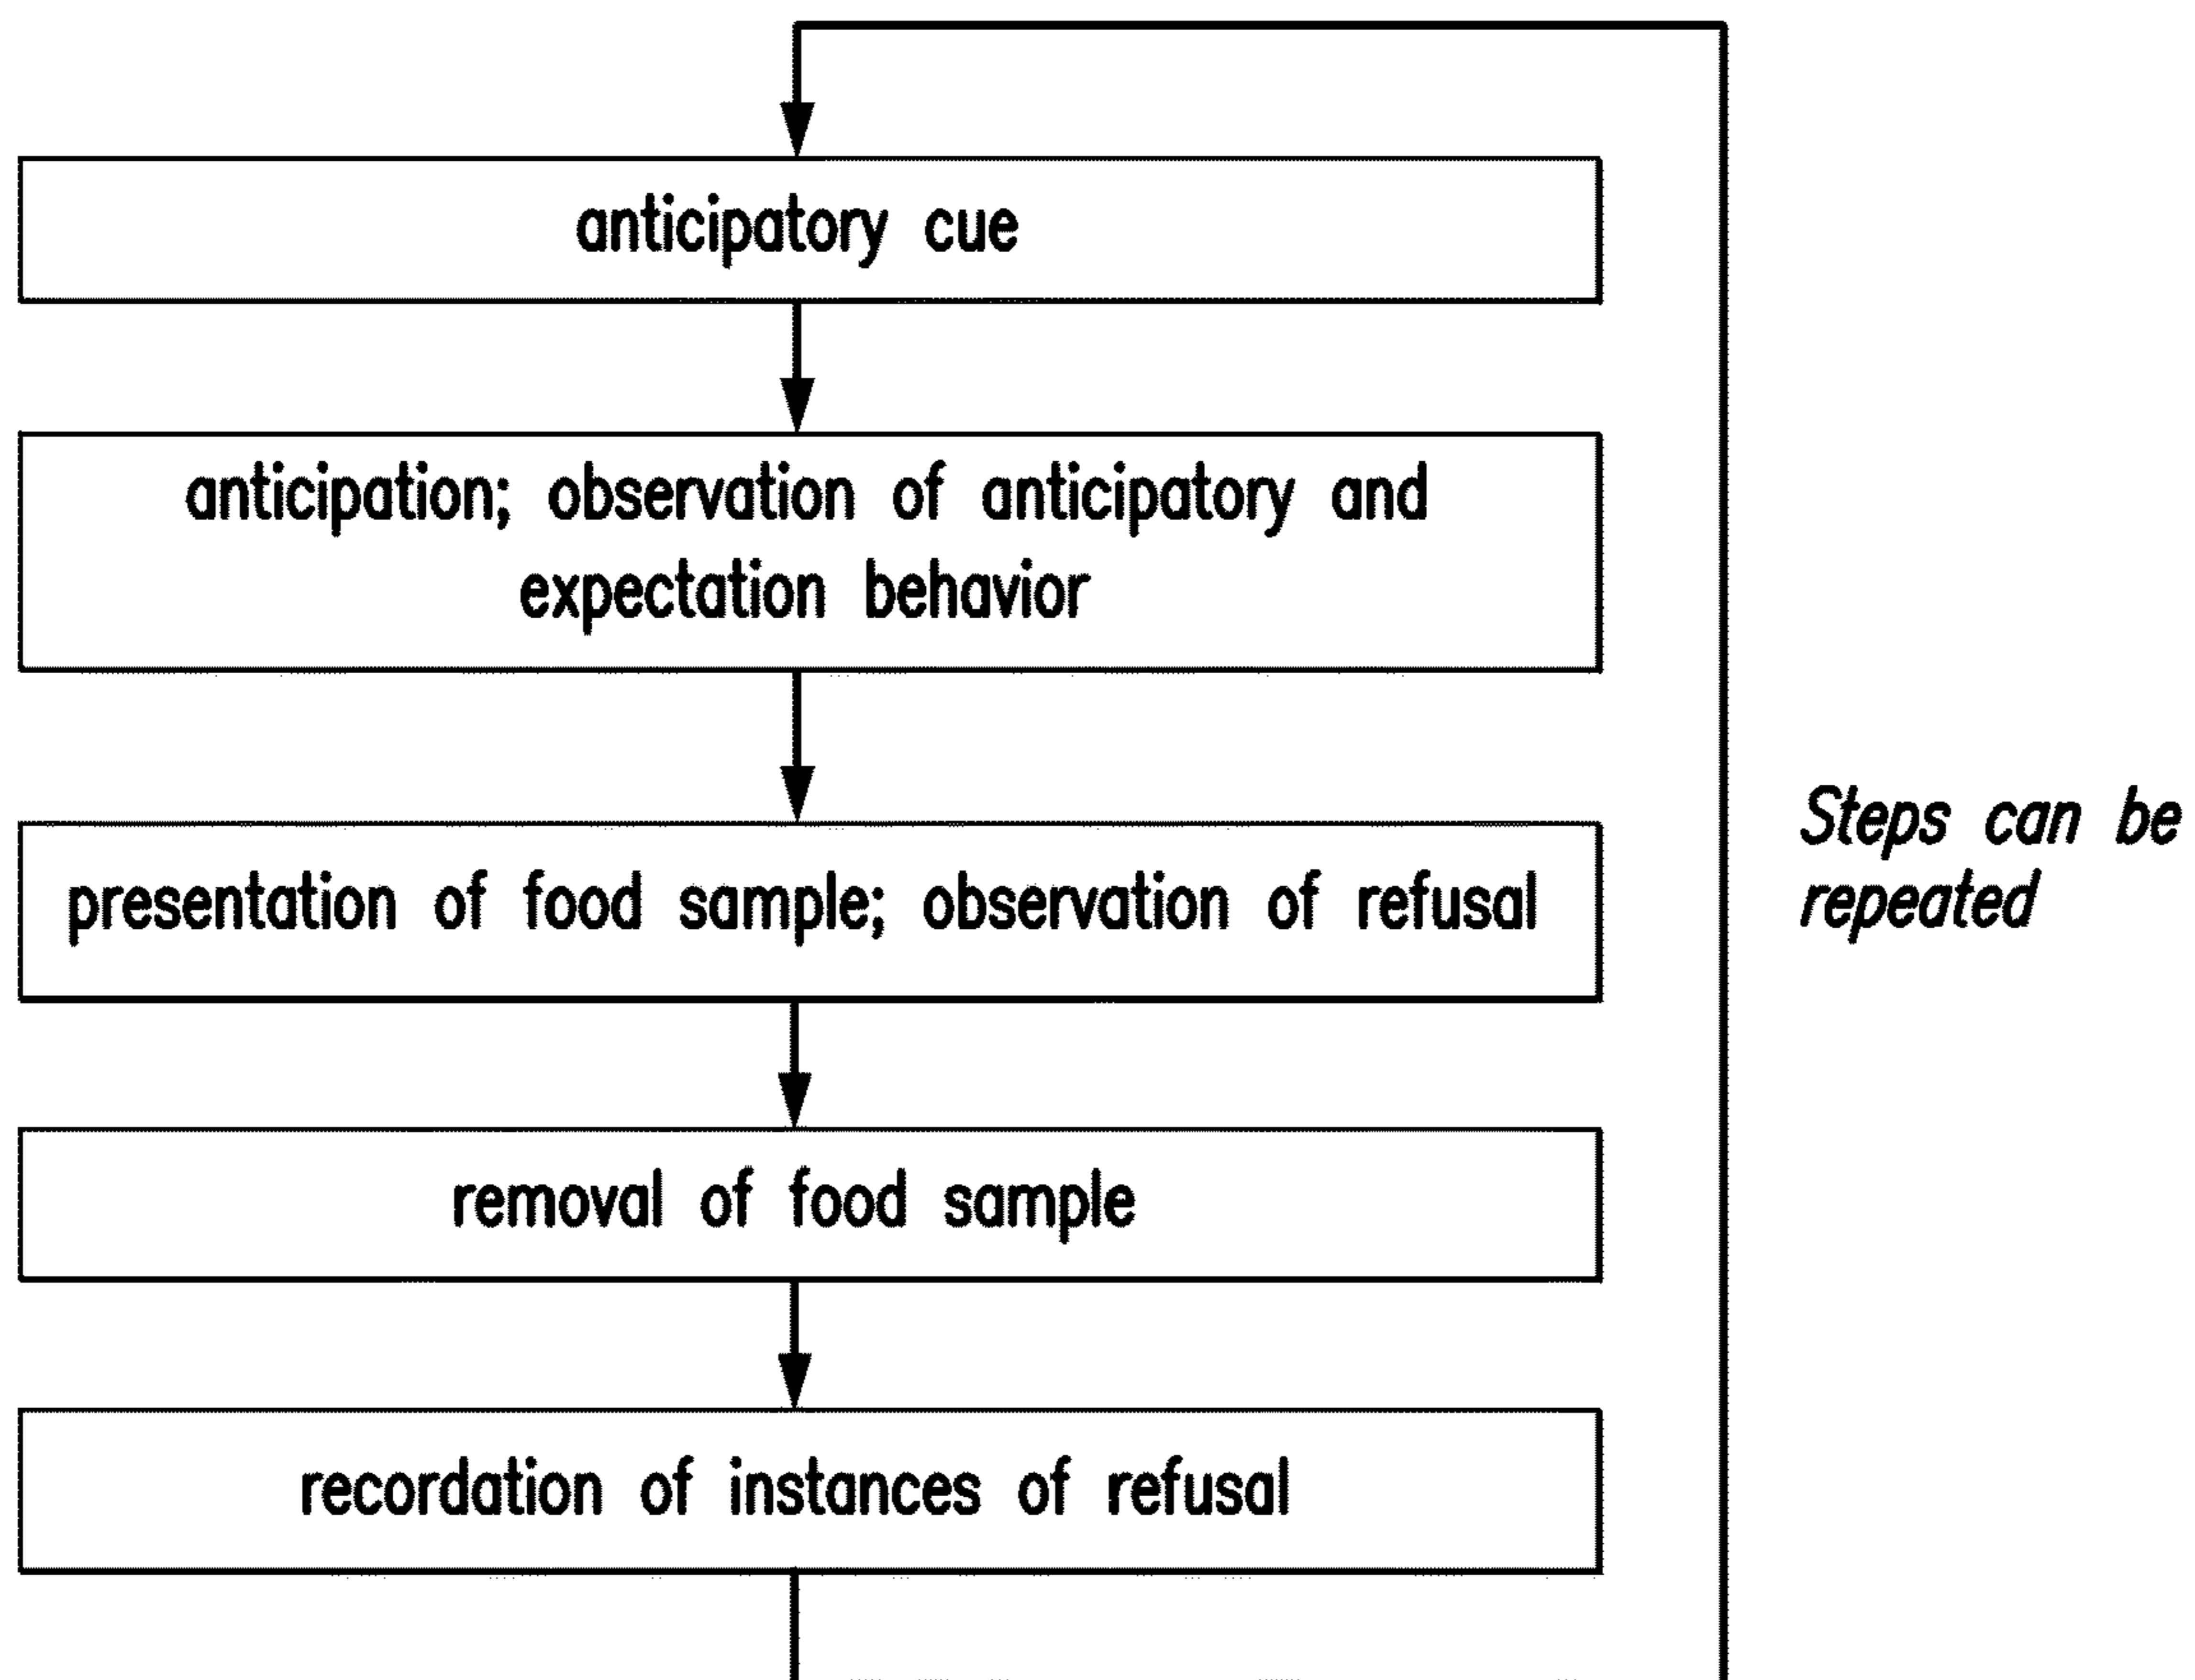 anticipatory cue
anticipation; observation of anticipatory and
expectation behavior
presentation of food sample; observation of refusal
Steps can be
repeated
removal of food sample
recordation of instances of refusal